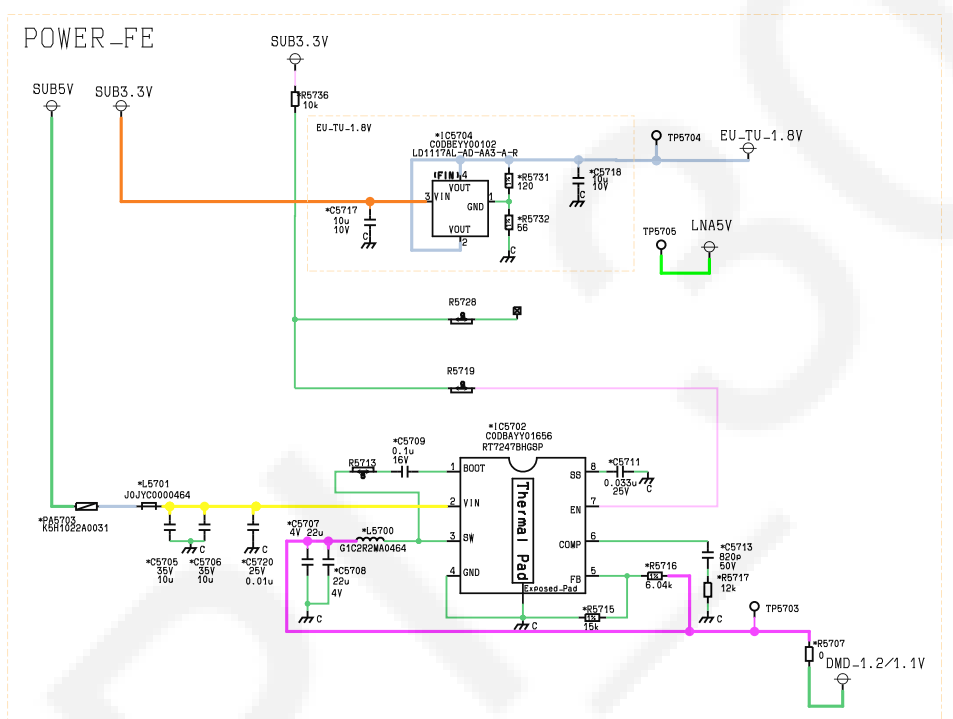 POWER_FE
SUB5V
SUB3.3V
SUB3.3V
*R5736
10k
EU-TU-1.8V
*IC5704
C0DBEYY00102
LD1117AL-AD-AA3-A-R
(FIN)
4
VOUT
3
VIN
1
GND
VOUT
2
*R5731
1%
120
*R5732
1%
56
C
*C5717
10u
10V
C
*C5718
10u
10V
C
TP5704
EU-TU-1.8V
TP5705
LNA5V
R5728
R5719
*IC5702
C0DBAYY01656
RT7247BHGSP
1 BOOT
2 VIN
3 SW
4 GND
SS 8
EN 7
COMP 6
FB 5
Thermal Pad
Exposed-Pad
C
R5713
*C5709
0.1u
16V
*C5711
0.033u
25V
C
*L5701
J0JYC0000464
*PA5703
K5H1022A0031
*C5705
35V
10u
*C5706
35V
10u
C
*C5720
25V
0.01u
C
*C5707
4V 22u
*L5700
G1C2R2MA0464
*C5708
22u
4V
C
*R5716
1%
6.04k
*R5715
1%
15k
*C5713
820p
50V
*R5717
12k
C
TP5703
*R5707
0
DMD_1.2/1.1V